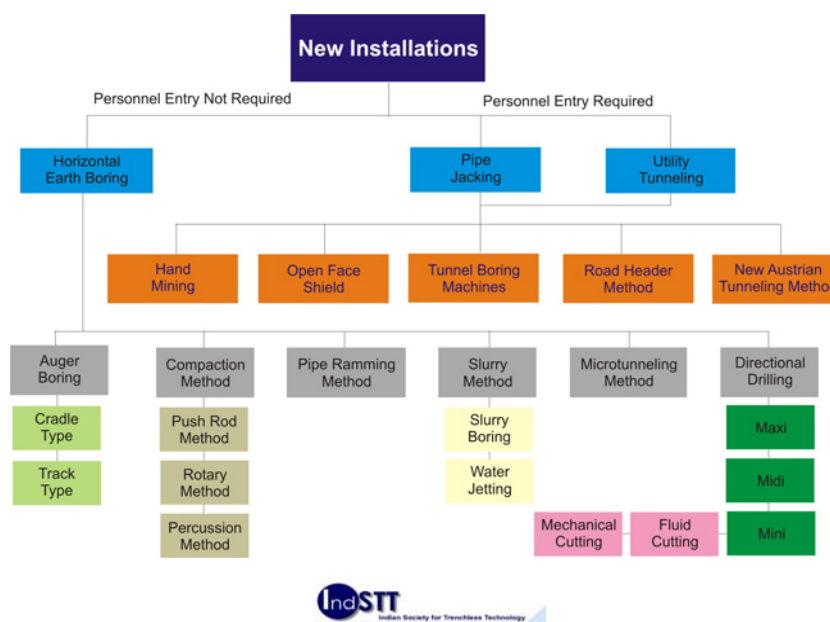 New Installations
Personnel Entry Not Required
Personnel Entry Required
Horizontal
Earth Boring
Pipe
Jacking
Utility
Tunneling
Hand
Mining
Open Face
Shield
Tunnel Boring
Machines
Road Header
Method
New Austrian
Tunneling Method
Auger
Boring
Compaction
Method
Pipe Ramming
Method
Slurry
Method
Microtunneling
Method
Directional
Drilling
Cradle
Type
Push Rod
Method
Slurry
Boring
Maxi
Track
Type
Rotary
Method
Water
Jetting
Midi
Percussion
Method
Mechanical
Cutting
Fluid
Cutting
Mini
IndSTT
Indian Society for Trenchless Technology